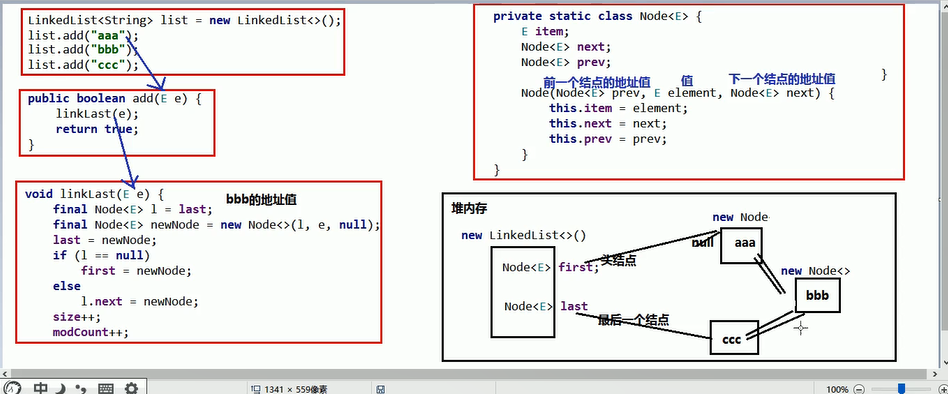 LinkedList<String> list = new LinkedList<>();
list.add("aaa");
list.add("bbb");
list.add("ccc");
public boolean add(E e) {
linkLast(e);
return true;
}
void linkLast(E e) {
bbb的地址值
final Node<E> l = last;
final Node<E> newNode = new Node<>(l, e, null);
last = newNode;
if (l == null)
first = newNode;
else
l.next = newNode;
size++;
modCount++;
private static class Node<E> {
E item;
Node<E> next;
Node<E> prev;
前一个结点的地址值 值 下一个结点的地址值
}
Node(Node<E> prev, E element, Node<E> next) {
this.item = element;
this.next = next;
this.prev = prev;
}
}
堆内存
new Node
new LinkedList<>()
null aaa
Node<E> first;
头结点
new Node<>
bbb
Node<E> last
最后一个结点
ccc
中
1341 × 559像素
100%